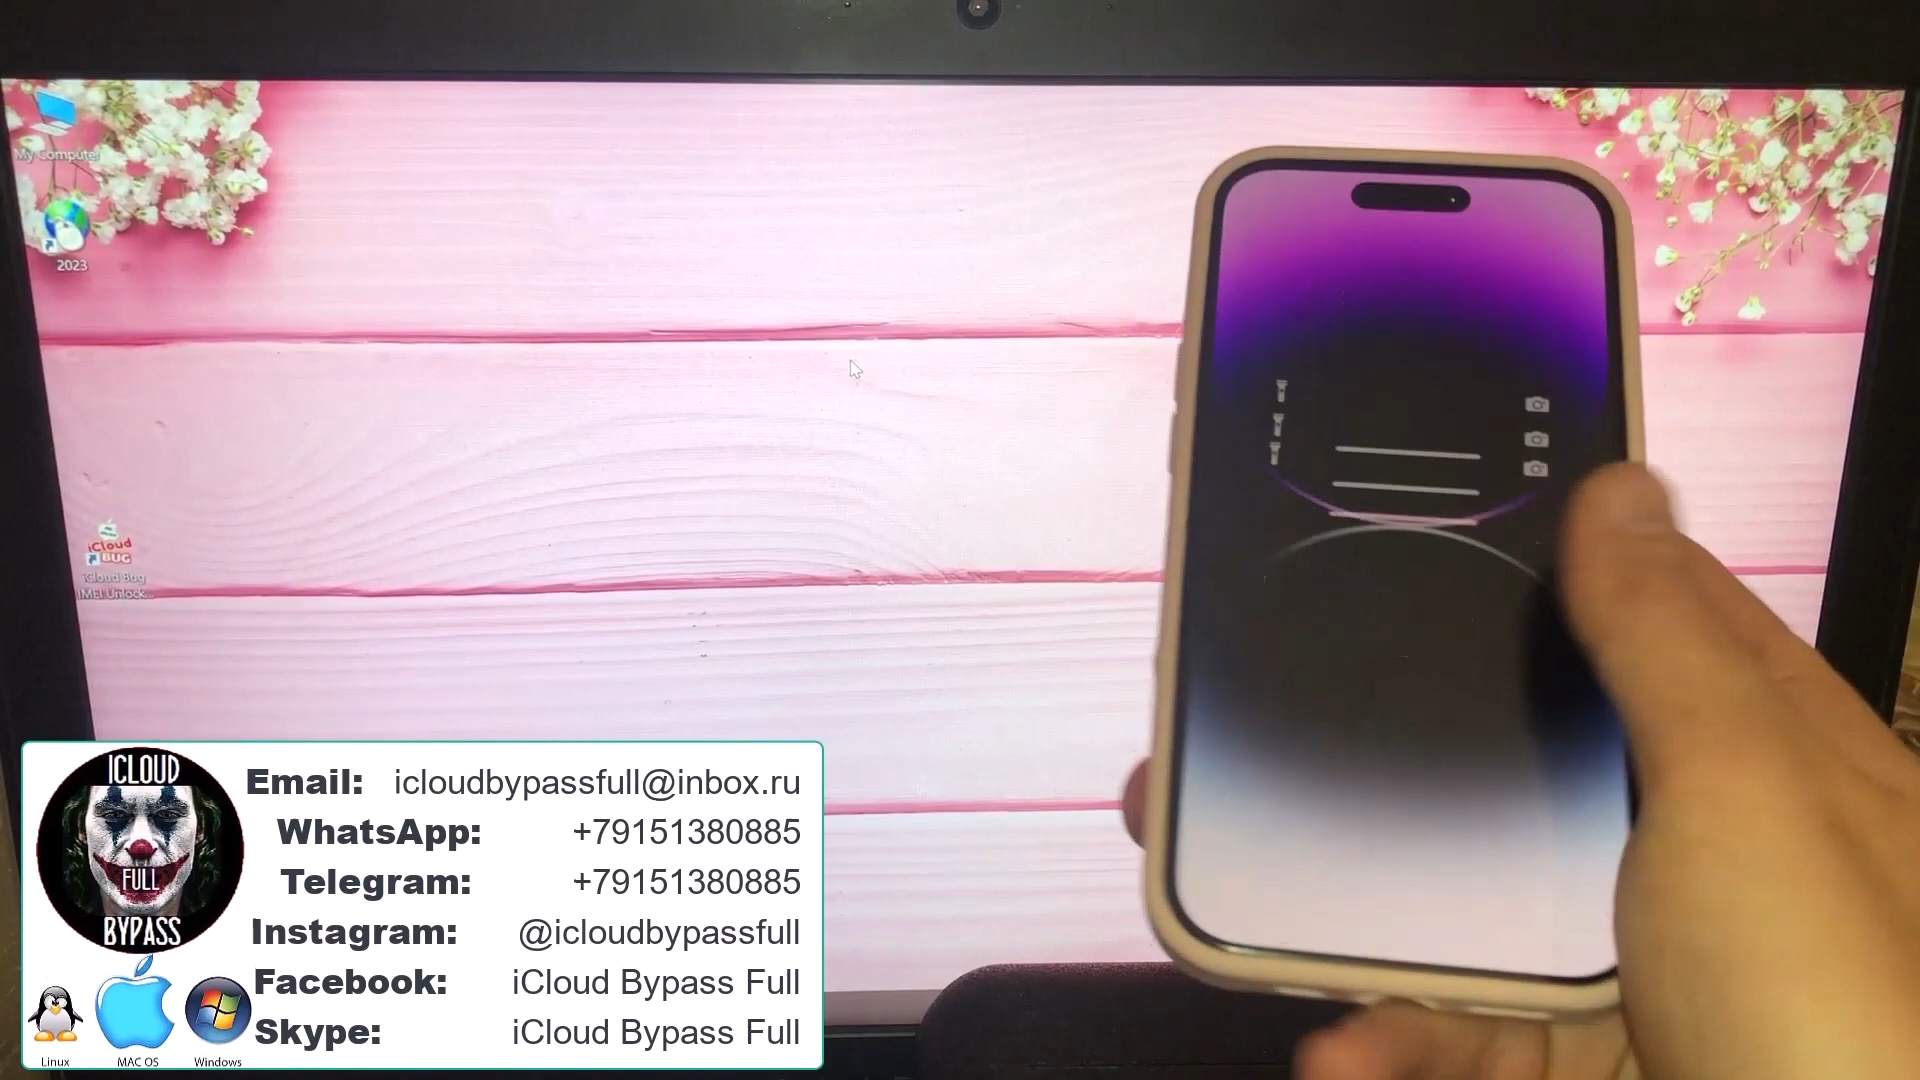 My Computer
2023
iCloud
BUG
iCloud Bug
IMEI Unlock...
ICLOUD
FULL
BYPASS
Email: icloudbypassfull@inbox.ru
WhatsApp: +79151380885
Telegram: +79151380885
Instagram: @icloudbypassfull
Facebook: iCloud Bypass Full
Skype: iCloud Bypass Full
Linux
MAC OS
Windows